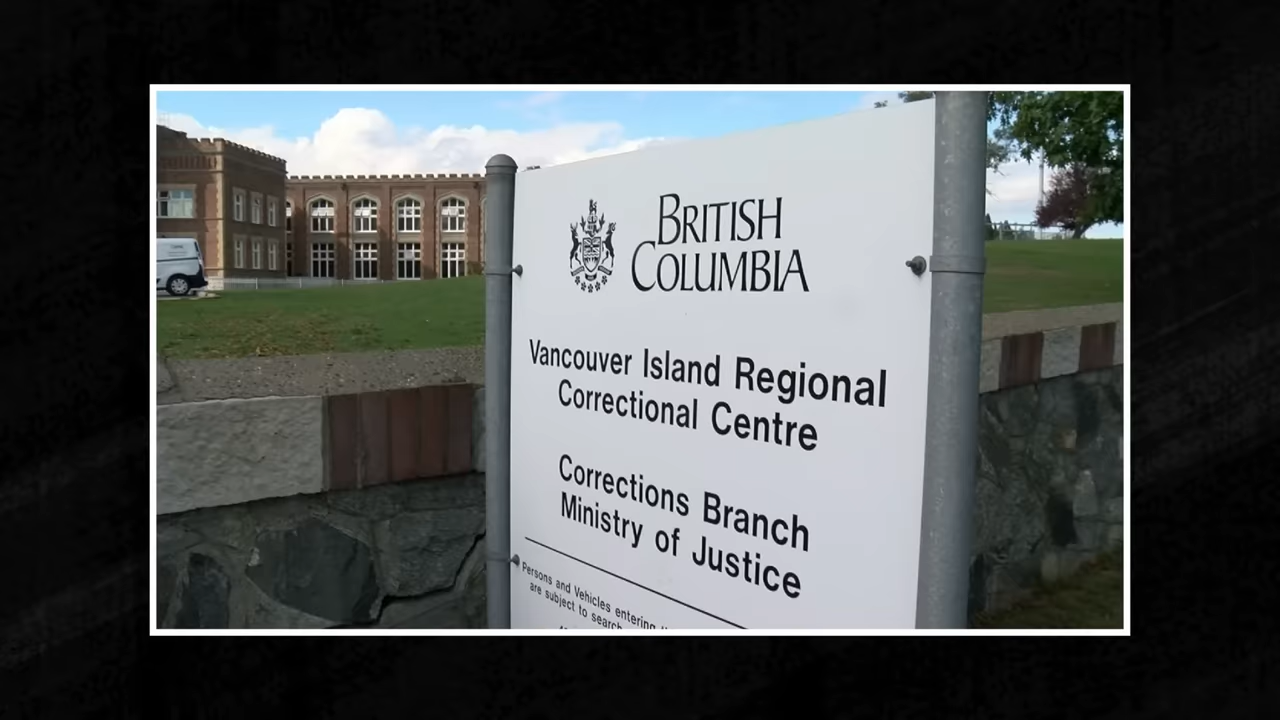 British
Columbia
Vancouver Island Regional
Correctional Centre
Corrections Branch
Ministry of Justice
Persons and Vehicles entering
are subject to search